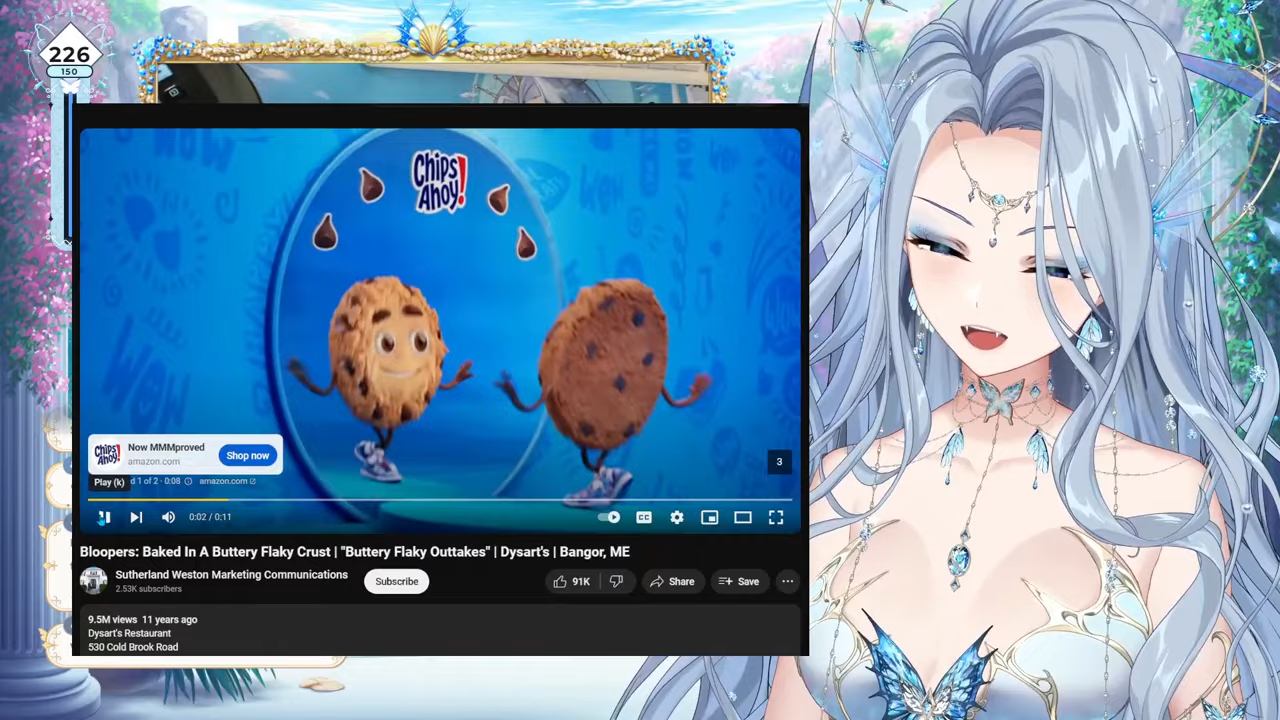 226
150
Chips
Ahoy!
Chips
Ahoy!
Now MMMproved
amazon.com
Shop now
3
Play (k)
d 1 of 2 · 0:08
amazon.com
0:02 / 0:11
CC
Bloopers: Baked In A Buttery Flaky Crust | "Buttery Flaky Outtakes" | Dysart's | Bangor, ME
Sutherland Weston Marketing Communications
2.53K subscribers
Subscribe
91K
Share
Save
9.5M views 11 years ago
Dysart's Restaurant
530 Cold Brook Road